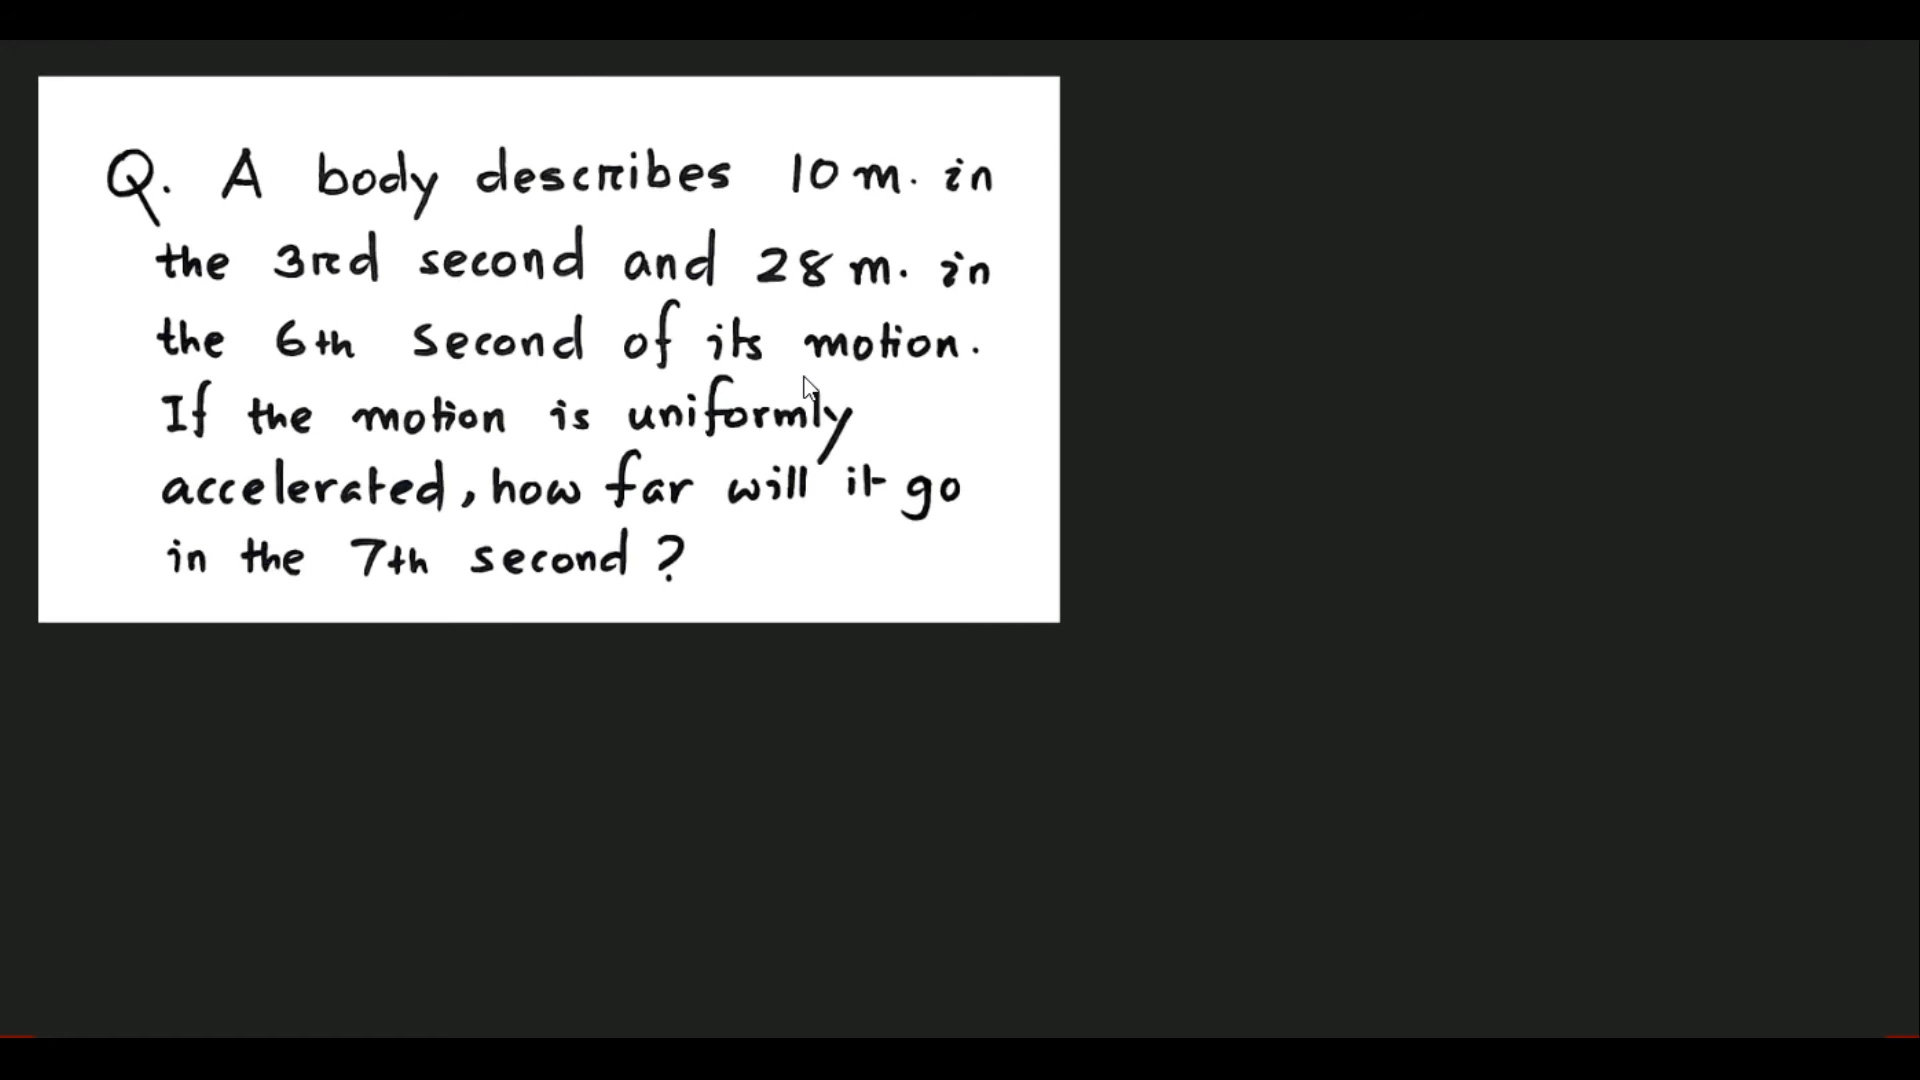 Q. A body describes 10 m. in
the 3rd second and 28 m. in
the 6th second of its motion.
If the motion is uniformly
accelerated, how far will it go
in the 7th second ?